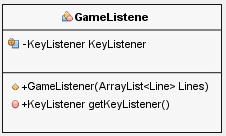 GameListene
-KeyListener KeyListener
+GameListener(ArrayList<Line> Lines)
+KeyListener getKeyListener()